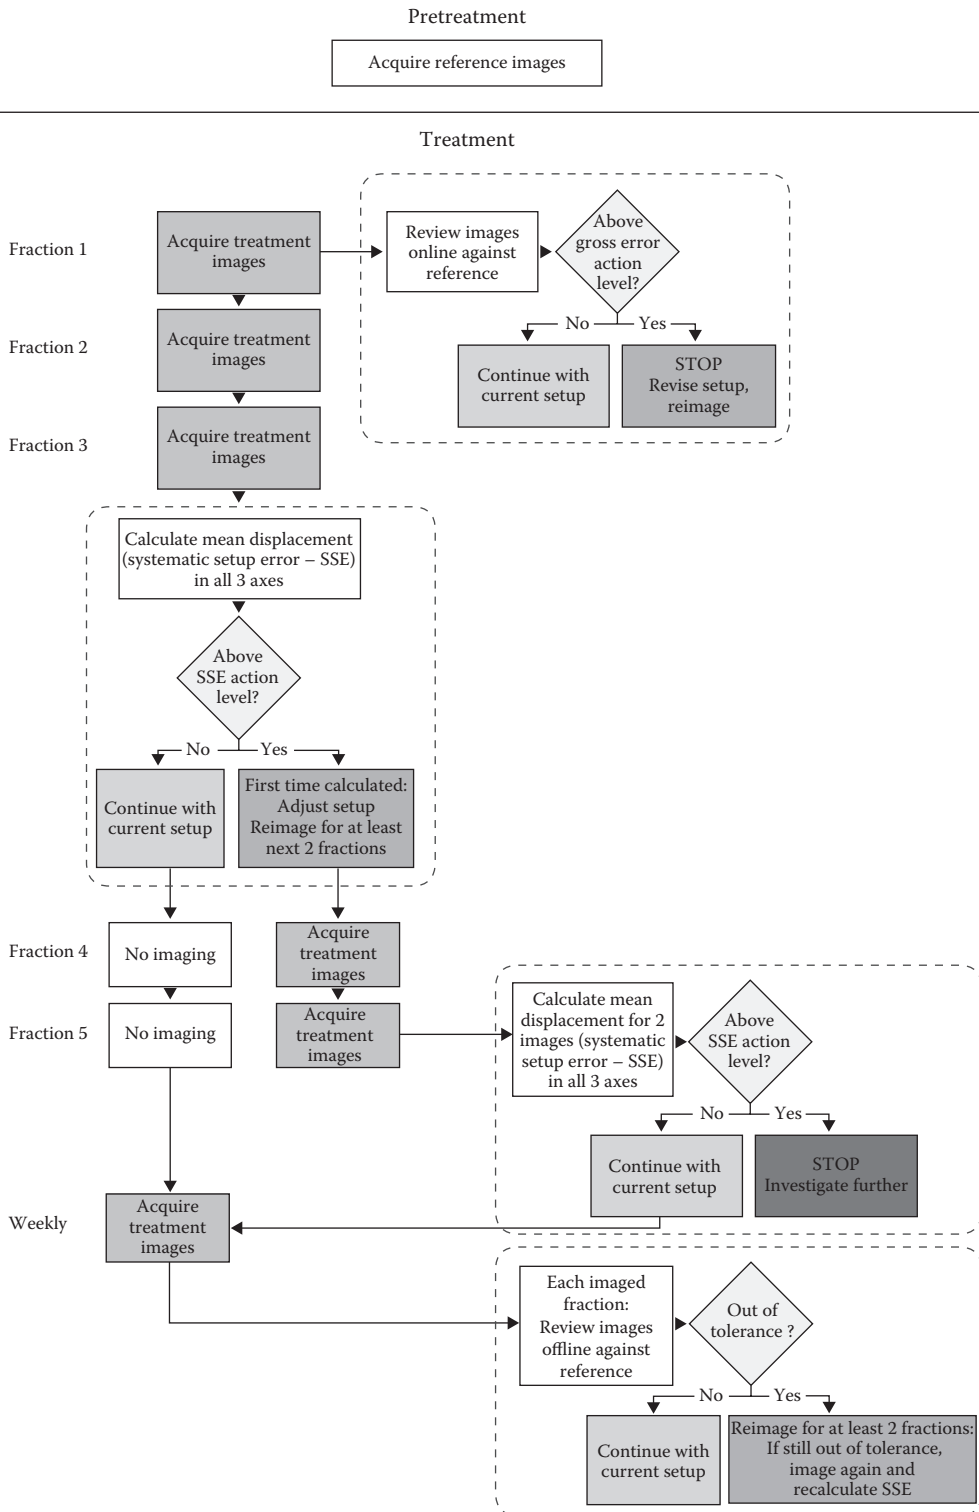 Pretreatment
Acquire reference images
Treatment
Fraction 1
Acquire treatment
images
Review images
online against
reference
Above
gross error
action
level?
No
Yes
Continue with
current setup
STOP
Revise setup,
reimage
Fraction 2
Acquire treatment
images
Fraction 3
Acquire treatment
images
Calculate mean displacement
(systematic setup error – SSE)
in all 3 axes
Above
SSE action
level?
No
Yes
Continue with
current setup
First time calculated:
Adjust setup
Reimage for at least
next 2 fractions
Fraction 4
No imaging
Acquire
treatment
images
Fraction 5
No imaging
Acquire
treatment
images
Calculate mean
displacement for 2
images (systematic
setup error – SSE)
in all 3 axes
Above
SSE action
level?
No
Yes
Continue with
current setup
STOP
Investigate further
Weekly
Acquire
treatment
images
Each imaged
fraction:
Review images
offline against
reference
Out of
tolerance ?
No
Yes
Continue with
current setup
Reimage for at least 2 fractions:
If still out of tolerance,
image again and
recalculate SSE